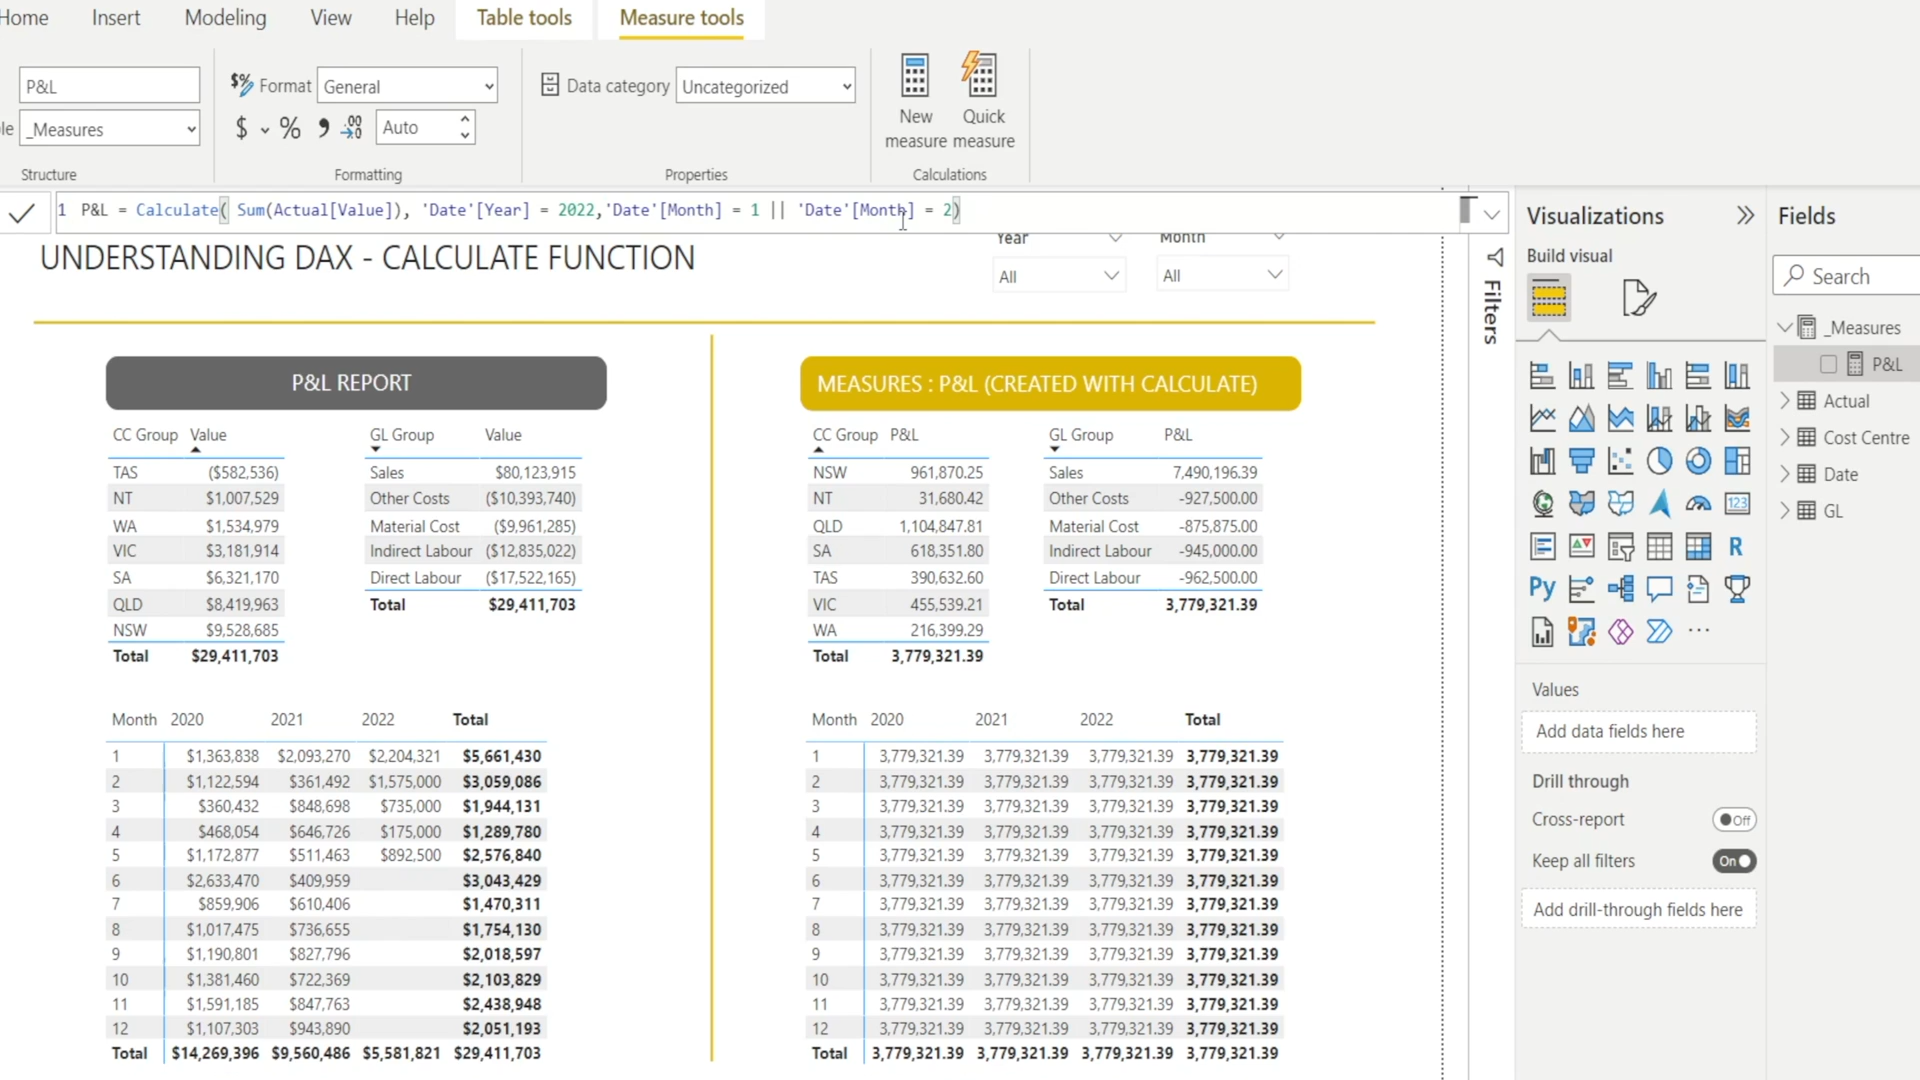 Home Insert Modeling View Help Table tools Measure tools
P&L
$% Format General
Data category Uncategorized
le _Measures
$ % , .00 Auto
New measure
Quick measure
Structure Formatting Properties Calculations
1 P&L = Calculate( Sum(Actual[Value]), 'Date'[Year] = 2022,'Date'[Month] = 1 || 'Date'[Month] = 2)
UNDERSTANDING DAX - CALCULATE FUNCTION
Year Month
All All
P&L REPORT
CC Group Value
TAS ($582,536)
NT $1,007,529
WA $1,534,979
VIC $3,181,914
SA $6,321,170
QLD $8,419,963
NSW $9,528,685
Total $29,411,703
GL Group Value
Sales $80,123,915
Other Costs ($10,393,740)
Material Cost ($9,961,285)
Indirect Labour ($12,835,022)
Direct Labour ($17,522,165)
Total $29,411,703
Month 2020 2021 2022 Total
1 $1,363,838 $2,093,270 $2,204,321 $5,661,430
2 $1,122,594 $361,492 $1,575,000 $3,059,086
3 $360,432 $848,698 $735,000 $1,944,131
4 $468,054 $646,726 $175,000 $1,289,780
5 $1,172,877 $511,463 $892,500 $2,576,840
6 $2,633,470 $409,959 $3,043,429
7 $859,906 $610,406 $1,470,311
8 $1,017,475 $736,655 $1,754,130
9 $1,190,801 $827,796 $2,018,597
10 $1,381,460 $722,369 $2,103,829
11 $1,591,185 $847,763 $2,438,948
12 $1,107,303 $943,890 $2,051,193
Total $14,269,396 $9,560,486 $5,581,821 $29,411,703
MEASURES : P&L (CREATED WITH CALCULATE)
CC Group P&L
NSW 961,870.25
NT 31,680.42
QLD 1,104,847.81
SA 618,351.80
TAS 390,632.60
VIC 455,539.21
WA 216,399.29
Total 3,779,321.39
GL Group P&L
Sales 7,490,196.39
Other Costs -927,500.00
Material Cost -875,875.00
Indirect Labour -945,000.00
Direct Labour -962,500.00
Total 3,779,321.39
Month 2020 2021 2022 Total
1 3,779,321.39 3,779,321.39 3,779,321.39 3,779,321.39
2 3,779,321.39 3,779,321.39 3,779,321.39 3,779,321.39
3 3,779,321.39 3,779,321.39 3,779,321.39 3,779,321.39
4 3,779,321.39 3,779,321.39 3,779,321.39 3,779,321.39
5 3,779,321.39 3,779,321.39 3,779,321.39 3,779,321.39
6 3,779,321.39 3,779,321.39 3,779,321.39 3,779,321.39
7 3,779,321.39 3,779,321.39 3,779,321.39 3,779,321.39
8 3,779,321.39 3,779,321.39 3,779,321.39 3,779,321.39
9 3,779,321.39 3,779,321.39 3,779,321.39 3,779,321.39
10 3,779,321.39 3,779,321.39 3,779,321.39 3,779,321.39
11 3,779,321.39 3,779,321.39 3,779,321.39 3,779,321.39
12 3,779,321.39 3,779,321.39 3,779,321.39 3,779,321.39
Total 3,779,321.39 3,779,321.39 3,779,321.39 3,779,321.39
Filters
Visualizations
Build visual
123
R
Py
...
Values
Add data fields here
Drill through
Cross-report Off
Keep all filters On
Add drill-through fields here
Fields
Search
_Measures
P&L
Actual
Cost Centre
Date
GL